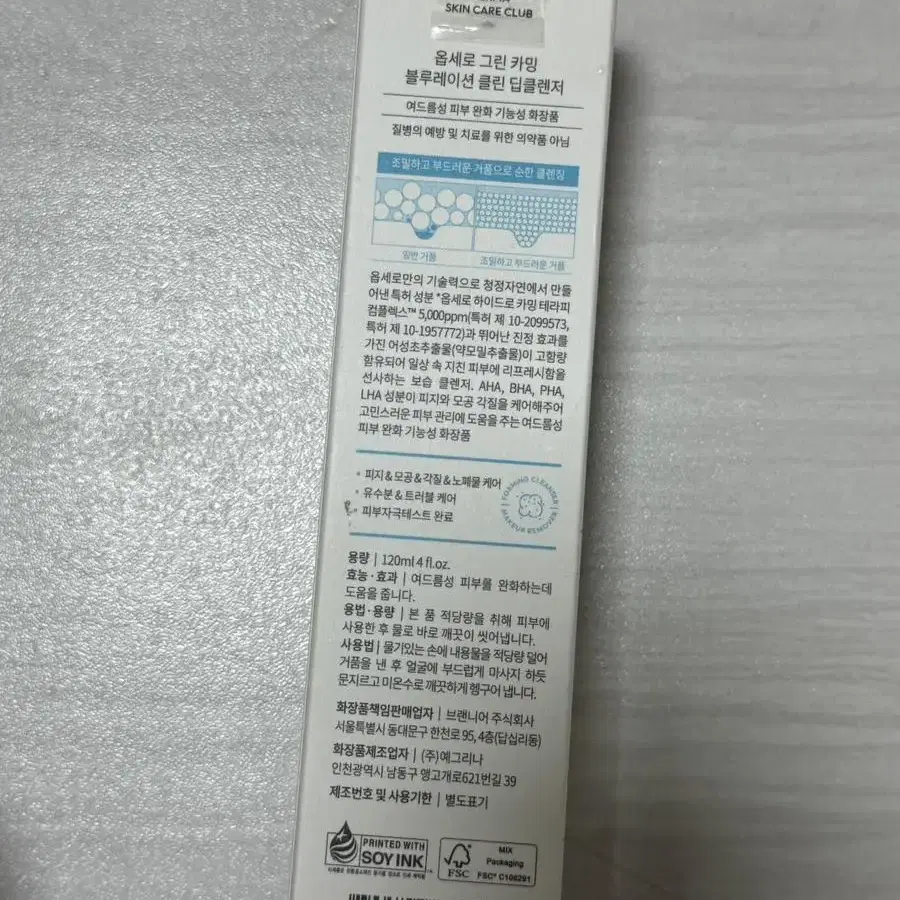 SKIN CARE CLUB
옵세로 그린 카밍
블루레이션 클린 딥클렌저
여드름성 피부 완화 기능성 화장품
질병의 예방 및 치료를 위한 의약품 아님
조밀하고 부드러운 거품으로 순한 클렌징
일반 거품
조밀하고 부드러운 거품
옵세로만의 기술력으로 청정자연에서 만들
어낸 특허 성분 *옵세로 하이드로 카밍 테라피
컴플렉스™ 5,000ppm(특허 제 10-2099573,
특허 제 10-1957772)과 뛰어난 진정 효과를
가진 어성초추출물(약모밀추출물)이 고함량
함유되어 일상 속 지친 피부에 리프레시함을
선사하는 보습 클렌저. AHA, BHA, PHA,
LHA 성분이 피지와 모공 각질을 케어해주어
고민스러운 피부 관리에 도움을 주는 여드름성
피부 완화 기능성 화장품
• 피지&모공&각질&노폐물 케어
• 유수분&트러블 케어
• 피부자극테스트 완료
FOAMING CLEANSER
MAKEUP REMOVER
용량 | 120ml 4 fl.oz.
효능·효과 | 여드름성 피부를 완화하는데
도움을 줍니다.
용법·용량 | 본 품 적당량을 취해 피부에
사용한 후 물로 바로 깨끗이 씻어냅니다.
사용법 | 물기있는 손에 내용물을 적당량 덜어
거품을 낸 후 얼굴에 부드럽게 마사지 하듯
문지르고 미온수로 깨끗하게 헹구어 냅니다.
화장품책임판매업자 | 브랜니어 주식회사
서울특별시 동대문구 한천로 95, 4층(답십리동)
화장품제조업자 | (주)예그리나
인천광역시 남동구 앵고개로621번길 39
제조번호 및 사용기한 | 별도표기
PRINTED WITH
SOY INK
FSC
MIX
Packaging
FSC® C106291